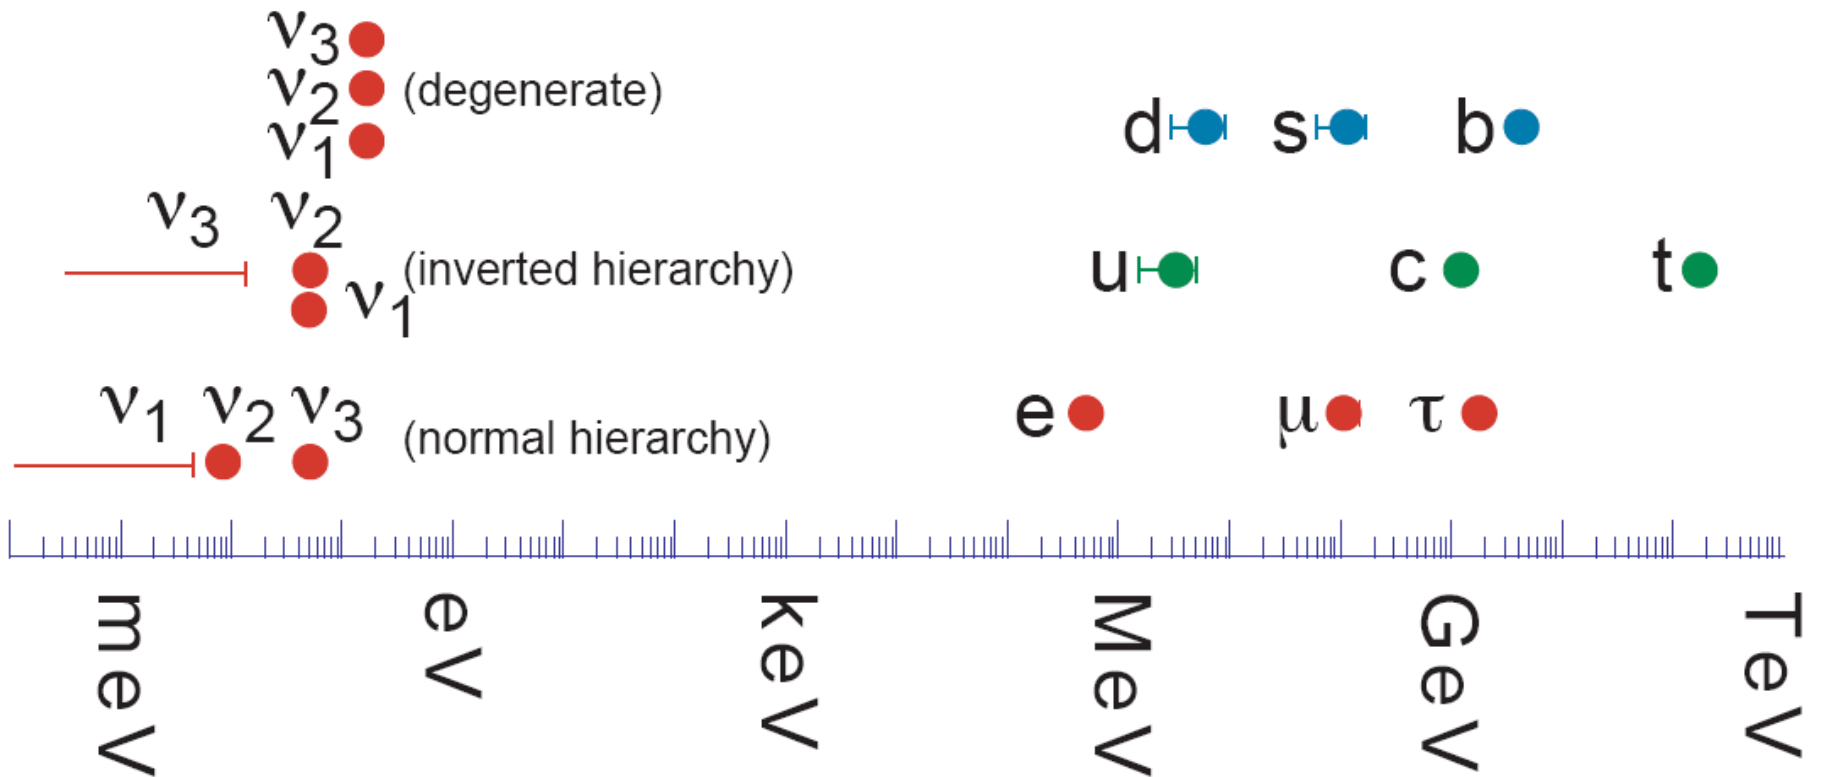 ν3
ν2 (degenerate)
ν1
d s b
ν3 ν2
(inverted hierarchy)
ν1
u c t
ν1 ν2 ν3
(normal hierarchy)
e μ τ
meV eV keV MeV GeV TeV